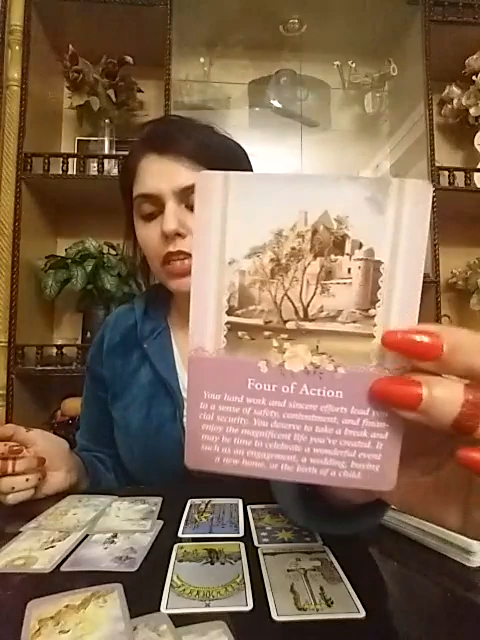 Four of Action
Your hard work and sincere efforts lead you
to a sense of safety, contentment, and finan-
cial security. You deserve to take a break and
enjoy the magnificent life you've created. It
may be time to celebrate a wonderful event
such as an engagement, a wedding, buying
a new home, or the birth of a child.